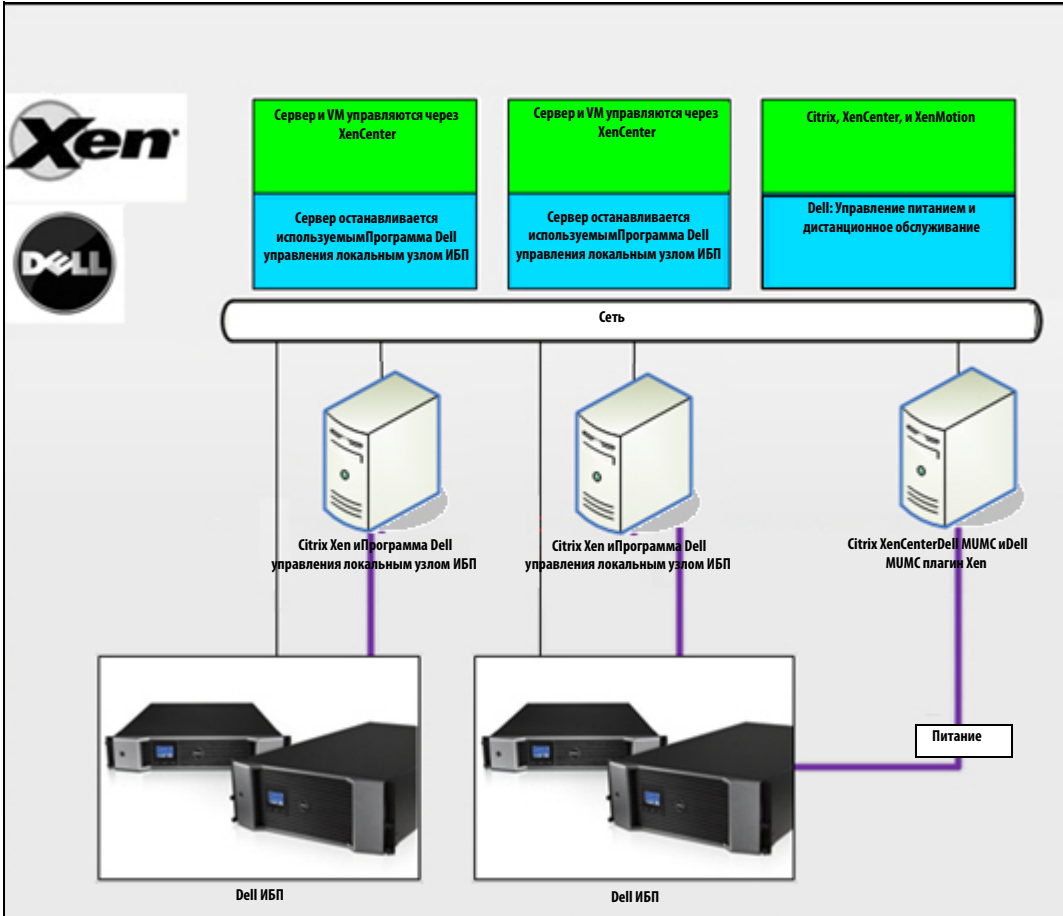 Xen
DELL
Сервер и VM управляются через
XenCenter
Сервер останавливается
используемымПрограмма Dell
управления локальным узлом ИБП
Сервер и VM управляются через
XenCenter
Сервер останавливается
используемымПрограмма Dell
управления локальным узлом ИБП
Citrix, XenCenter, и XenMotion
Dell: Управление питанием и
дистанционное обслуживание
Сеть
Citrix Xen иПрограмма Dell
управления локальным узлом ИБП
Citrix Xen иПрограмма Dell
управления локальным узлом ИБП
Citrix XenCenterDell MUMC иDell
MUMC плагин Xen
Питание
Dell ИБП
Dell ИБП